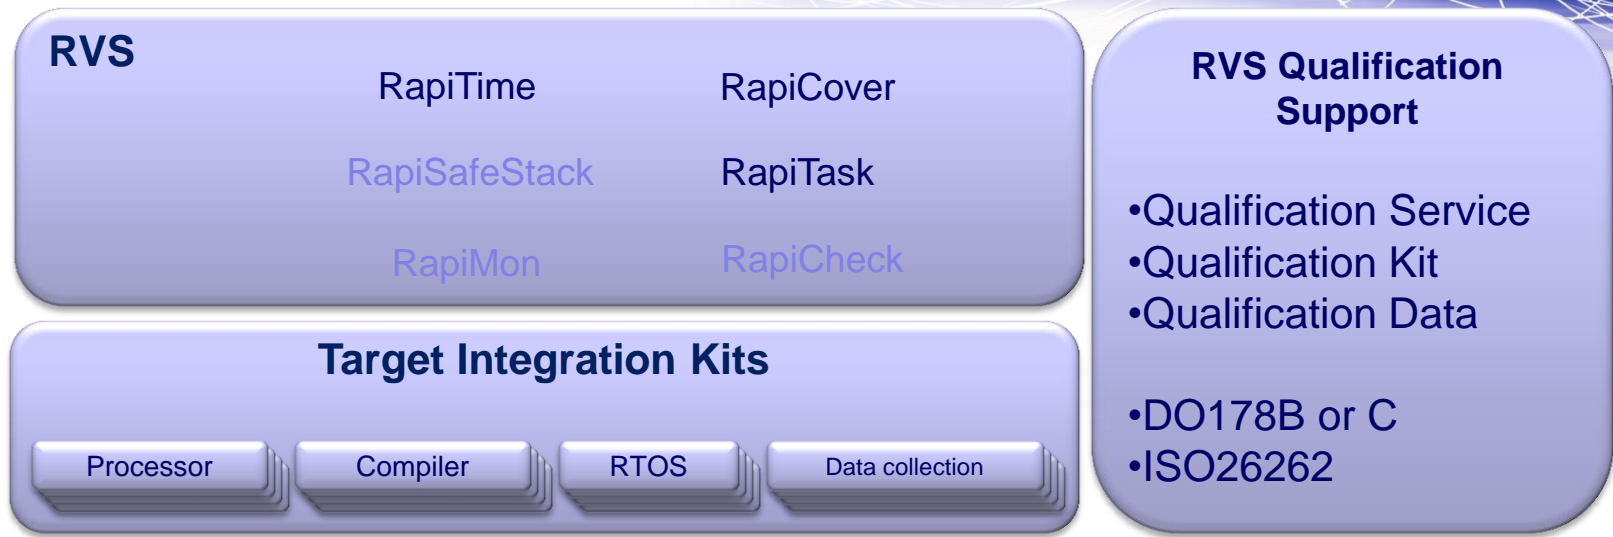 RVS
RapiTime RapiCover
RapiSafeStack RapiTask
RapiMon RapiCheck
Target Integration Kits
Processor Compiler RTOS Data collection
RVS Qualification
Support
•Qualification Service
•Qualification Kit
•Qualification Data
•DO178B or C
•ISO26262